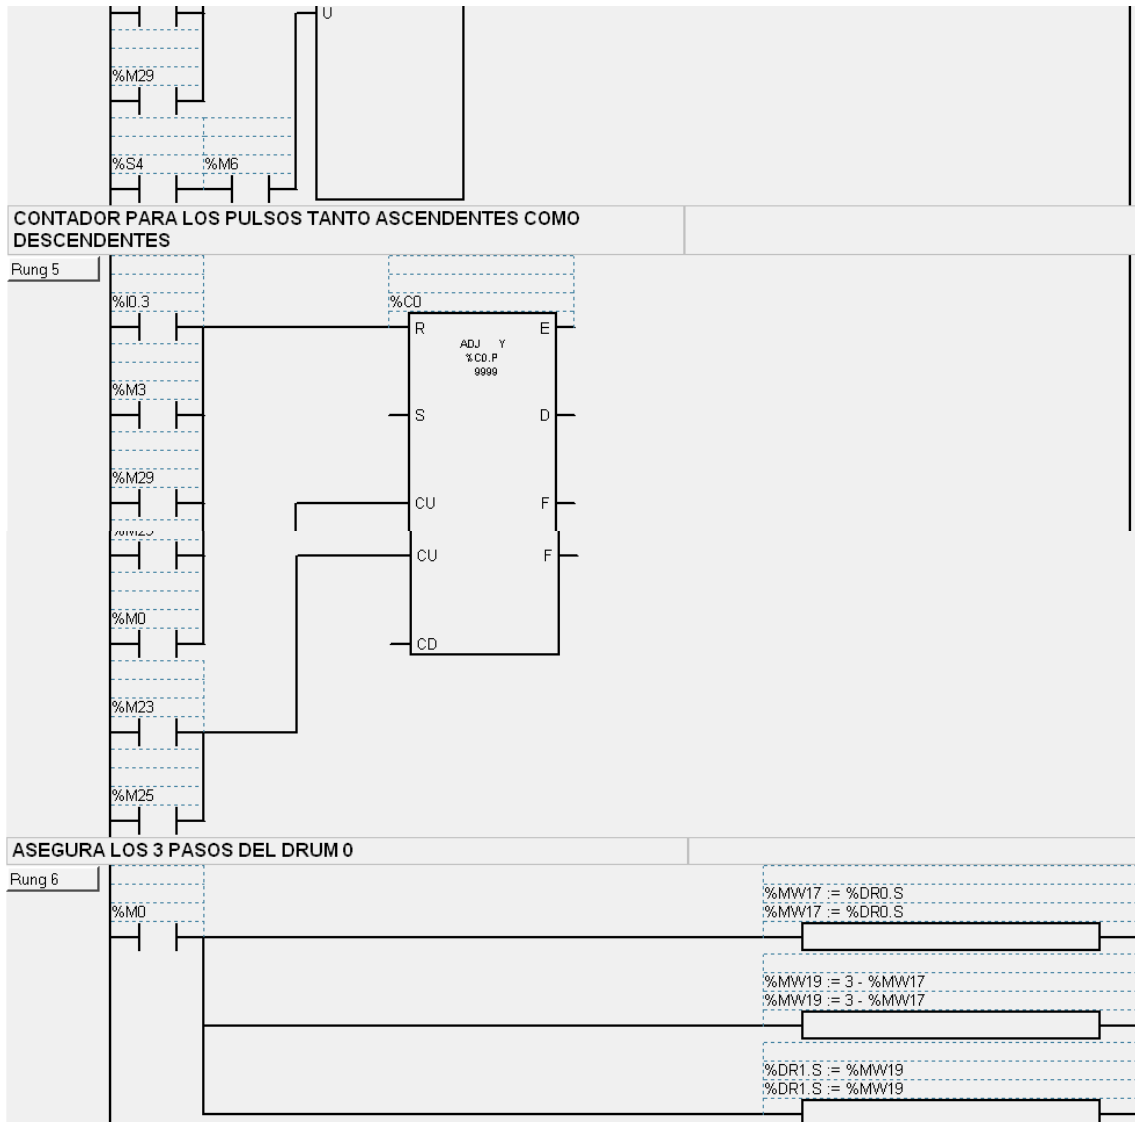 U
%M29
%S4 %M6
CONTADOR PARA LOS PULSOS TANTO ASCENDENTES COMO
DESCENDENTES
Rung 5
%I0.3 %C0
R E
ADJ Y
%C0.P
9999
%M3
S D
%M29
CU F
CU F
%M0
CD
%M23
%M25
ASEGURA LOS 3 PASOS DEL DRUM 0
Rung 6
%MW17 := %DR0.S
%M0 %MW17 := %DR0.S
%MW19 := 3 - %MW17
%MW19 := 3 - %MW17
%DR1.S := %MW19
%DR1.S := %MW19